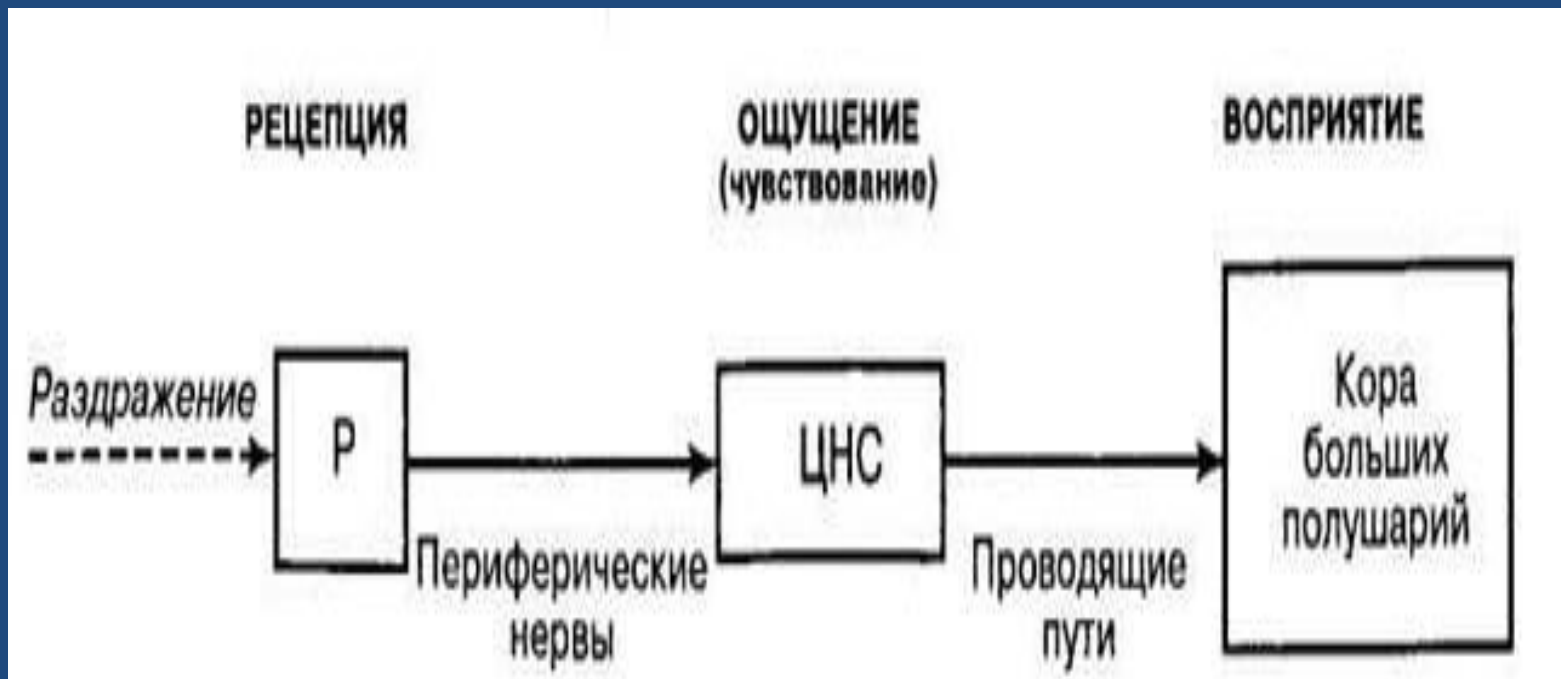 РЕЦЕПЦИЯ
ОЩУЩЕНИЕ
(чувствование)
ВОСПРИЯТИЕ
Раздражение
Р
Периферические
нервы
ЦНС
Проводящие
пути
Кора
больших
полушарий